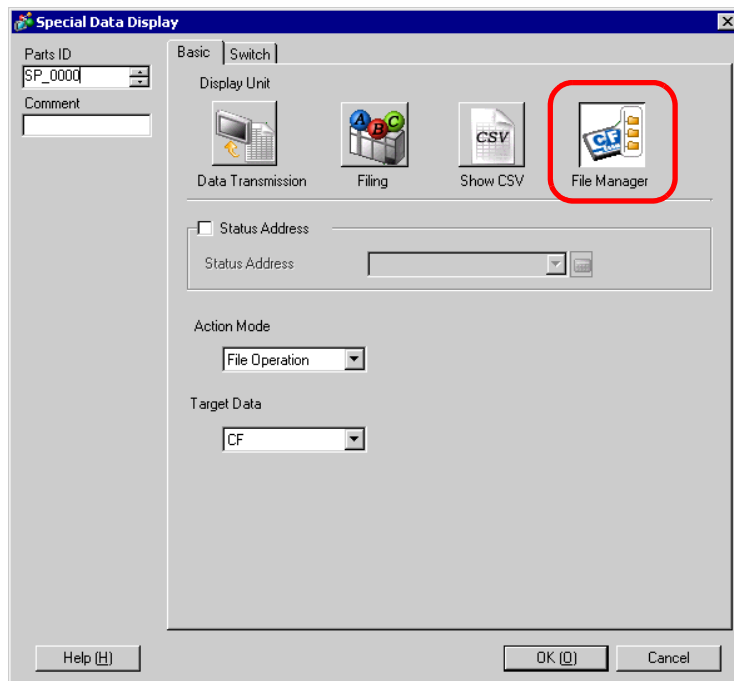 Special Data Display
Parts ID
SP_0000
Comment
Basic
Switch
Display Unit
A B C
CSV
CF
Data Transmission
Filing
Show CSV
File Manager
Status Address
Status Address
Action Mode
File Operation
Target Data
CF
Help (H)
OK (O)
Cancel